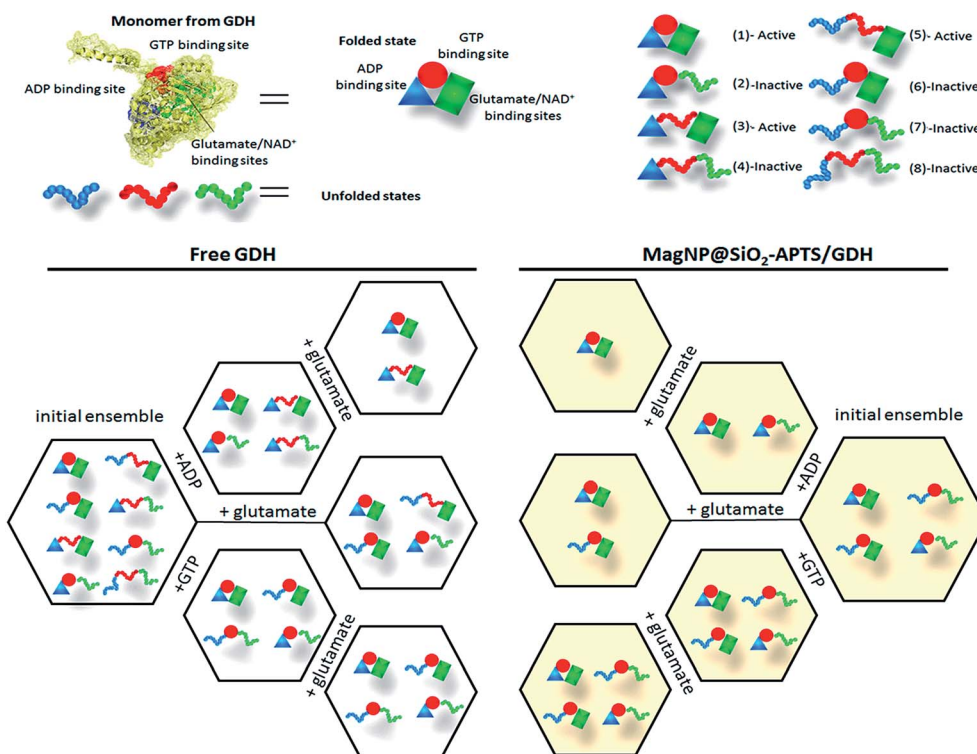 Monomer from GDH
GTP binding site
ADP binding site
Glutamate/NAD⁺
binding sites
Folded state
GTP
binding site
ADP
binding site
Glutamate/NAD⁺
binding sites
Unfolded states
(1)- Active
(2)-Inactive
(3)- Active
(4)-Inactive
(5)- Active
(6)-Inactive
(7)-Inactive
(8)-Inactive
Free GDH
initial ensemble
+ADP
+ glutamate
+ glutamate
+GTP
+ glutamate
MagNP@SiO₂-APTS/GDH
+ glutamate
initial ensemble
+ADP
+ glutamate
+GTP
+ glutamate